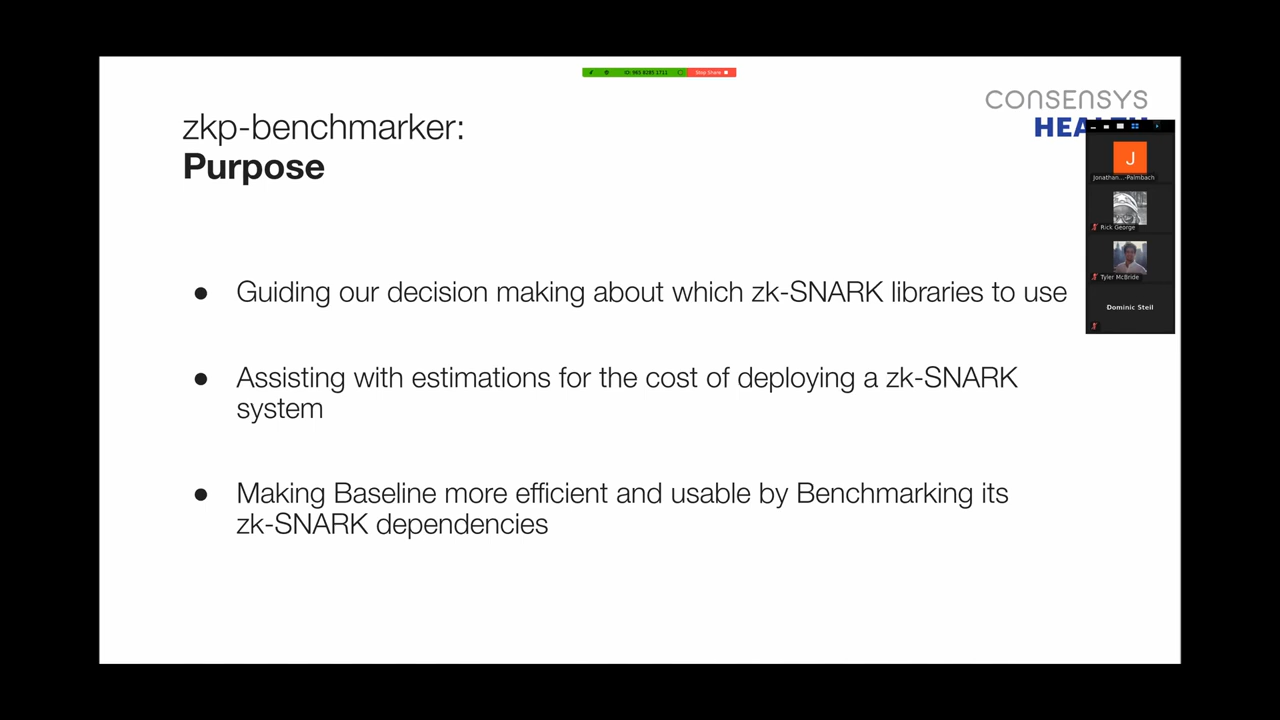 ID: 965 8285 1711
Stop Share
CONSENSYS
HEALTH
zkp-benchmarker:
Purpose
J
Jonathan...-Palmbach
Rick George
Tyler McBride
Dominic Steil
● Guiding our decision making about which zk-SNARK libraries to use
● Assisting with estimations for the cost of deploying a zk-SNARK
system
● Making Baseline more efficient and usable by Benchmarking its
zk-SNARK dependencies